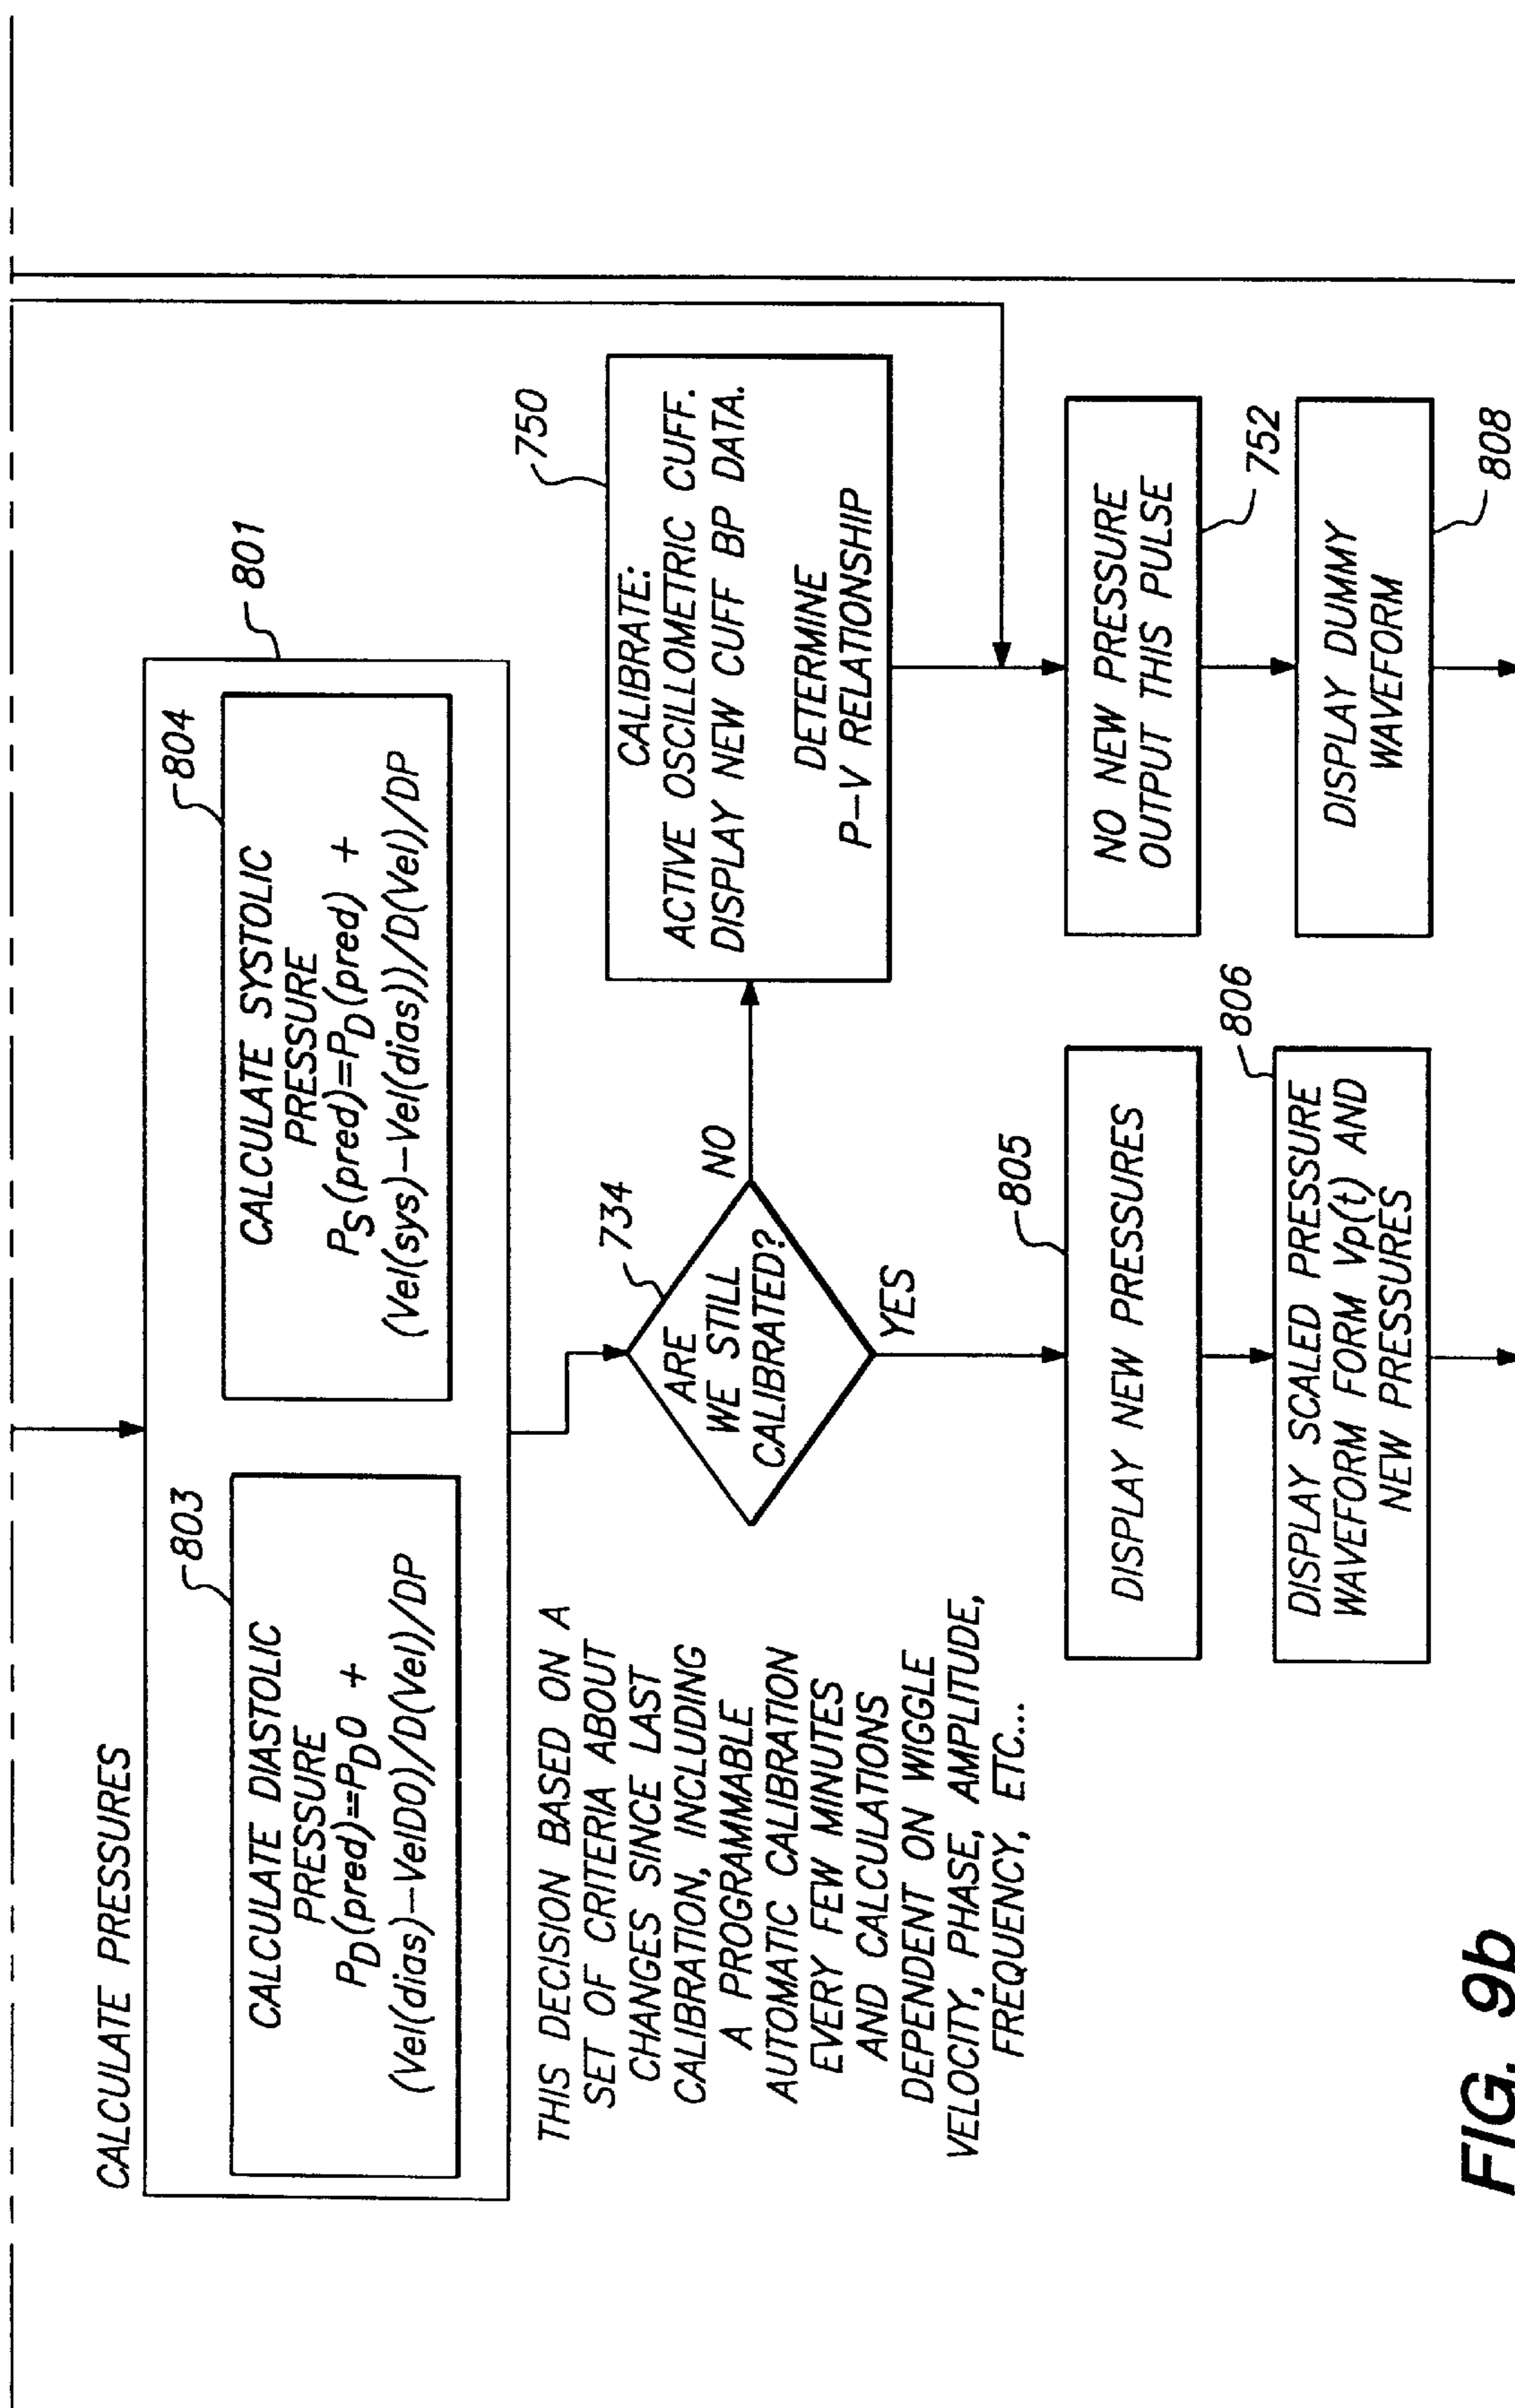 CALCULATE PRESSURES
801
803
CALCULATE DIASTOLIC
PRESSURE
P_D(pred)=P_D0 +
(Vel(dias)-VelD0)/D(Vel)/DP
804
CALCULATE SYSTOLIC
PRESSURE
P_S(pred)=P_D(pred) +
(Vel(sys)-Vel(dias))/D(Vel)/DP
THIS DECISION BASED ON A
SET OF CRITERIA ABOUT
CHANGES SINCE LAST
CALIBRATION, INCLUDING
A PROGRAMMABLE
AUTOMATIC CALIBRATION
EVERY FEW MINUTES
AND CALCULATIONS
DEPENDENT ON WIGGLE
VELOCITY, PHASE, AMPLITUDE,
FREQUENCY, ETC...
734
ARE
WE STILL
CALIBRATED?
NO
YES
750
CALIBRATE:
ACTIVE OSCILLOMETRIC CUFF.
DISPLAY NEW CUFF BP DATA.
DETERMINE
P-V RELATIONSHIP
805
DISPLAY NEW PRESSURES
NO NEW PRESSURE
OUTPUT THIS PULSE
752
806
DISPLAY SCALED PRESSURE
WAVEFORM FORM Vp(t) AND
NEW PRESSURES
DISPLAY DUMMY
WAVEFORM
808
FIG. 9b